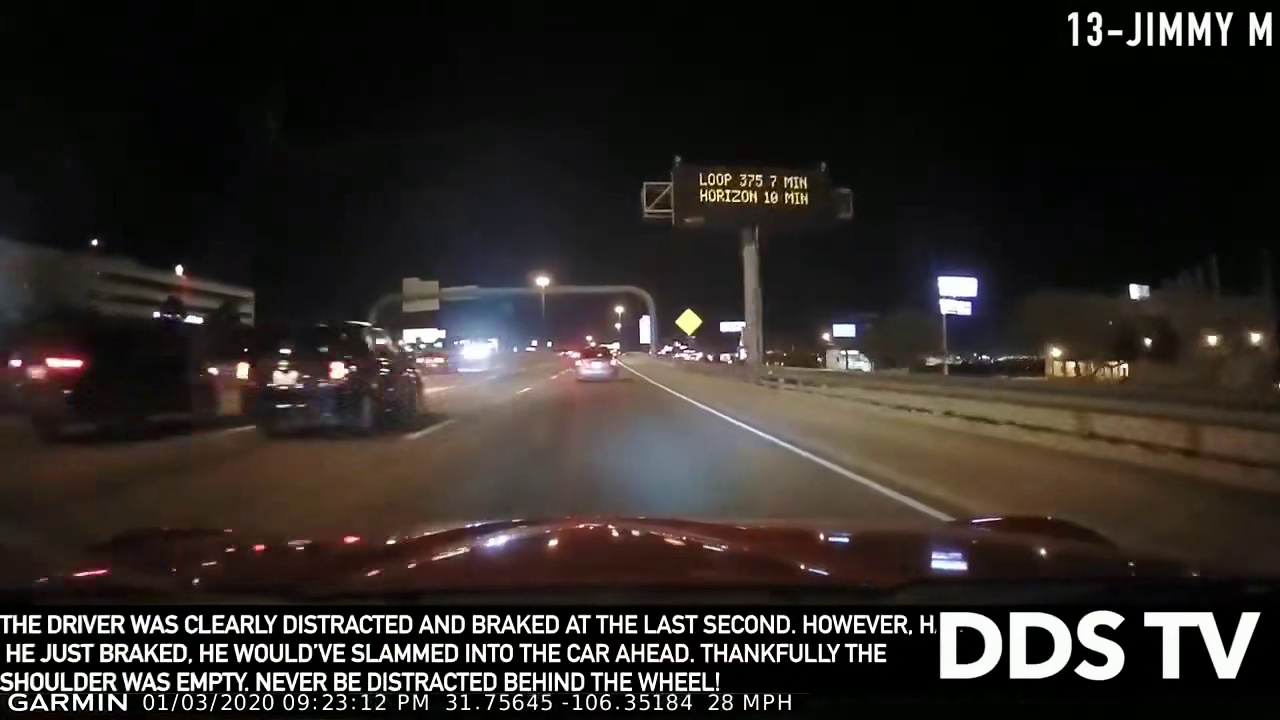 13-JIMMY M
LOOP 375 7 MIN
HORIZON 10 MIN
THE DRIVER WAS CLEARLY DISTRACTED AND BRAKED AT THE LAST SECOND. HOWEVER,
HE JUST BRAKED, HE WOULD'VE SLAMMED INTO THE CAR AHEAD. THANKFULLY THE
SHOULDER WAS EMPTY. NEVER BE DISTRACTED BEHIND THE WHEEL!
DDS TV
GARMIN 01/03/2020 09:23:12 PM 31.75645 -106.35184 28 MPH